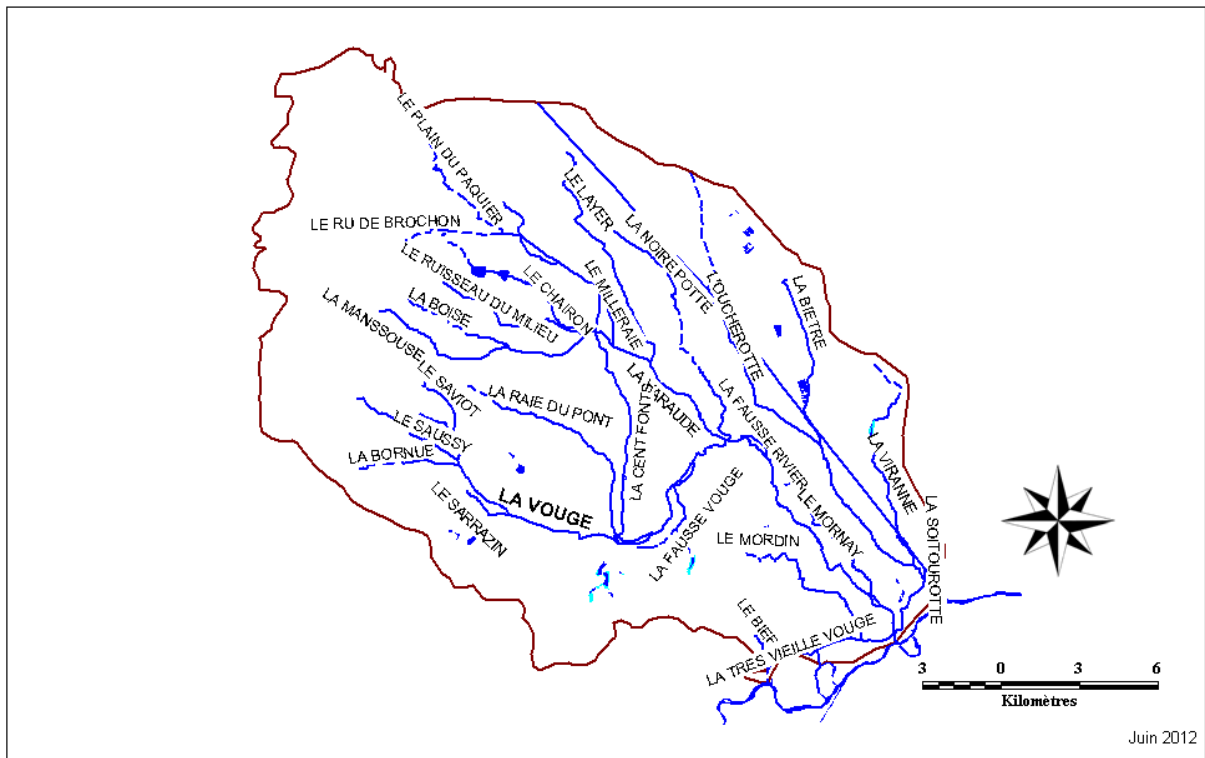 LE PLAIN DU PAQUIER
LE LAYER
LE RU DE BROCHON
LA NOIRE POTTE
LE RUISSEAU DU MILIEU
LE CHAIRON
LE MILLERAIE
L'OUCHEROTTE
LA BIETRE
LA BOISE
LA MANSSOUSE
LE SAVIOT
LA RAIE DU PONT
LA CENT FONTS
LA VARAUDE
LA FAUSSE RIVIER
LE SAUSSY
LA BORNUE
LA VIRANNE
LA VOUGE
LE SARRAZIN
LA FAUSSE VOUGE
LE MORDIN
LE MORNAY
LA SOITOUROTTE
LE BIEF
LA TRES VIEILLE VOUGE
3 0 3 6
Kilomètres
Juin 2012